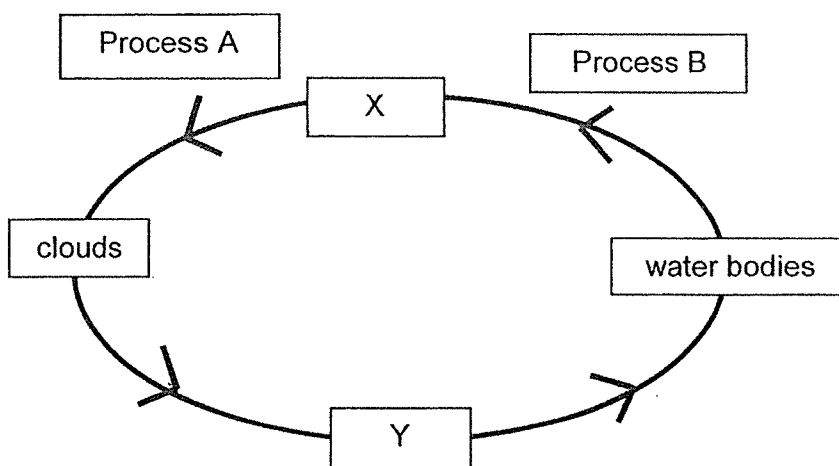 Process A
Process B
X
clouds
water bodies
Y